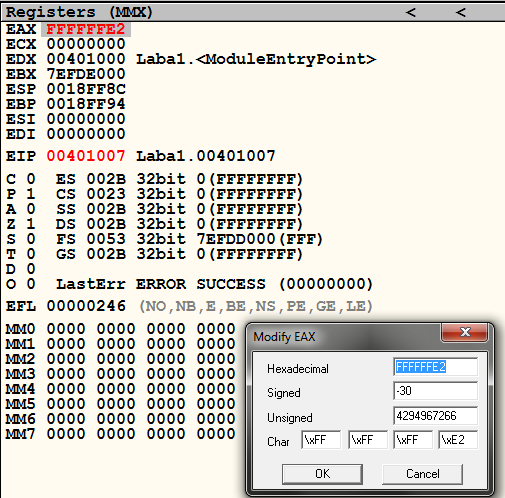 Registers (MMX) < <
EAX FFFFFFE2
ECX 00000000
EDX 00401000 Laba1.<ModuleEntryPoint>
EBX 7EFDE000
ESP 0018FF8C
EBP 0018FF94
ESI 00000000
EDI 00000000
EIP 00401007 Laba1.00401007
C 0 ES 002B 32bit 0(FFFFFFFF)
P 1 CS 0023 32bit 0(FFFFFFFF)
A 0 SS 002B 32bit 0(FFFFFFFF)
Z 1 DS 002B 32bit 0(FFFFFFFF)
S 0 FS 0053 32bit 7EFDD000(FFF)
T 0 GS 002B 32bit 0(FFFFFFFF)
D 0
O 0 LastErr ERROR SUCCESS (00000000)
EFL 00000246 (NO,NB,E,BE,NS,PE,GE,LE)
MM0 0000 0000 0000 0000
MM1 0000 0000 0000 0000
MM2 0000 0000 0000 0000
MM3 0000 0000 0000 0000
MM4 0000 0000 0000 0000
MM5 0000 0000 0000 0000
MM6 0000 0000 0000 0000
MM7 0000 0000 0000 0000
Modify EAX
Hexadecimal FFFFFFE2
Signed -30
Unsigned 4294967266
Char \xFF \xFF \xFF \xE2
OK Cancel